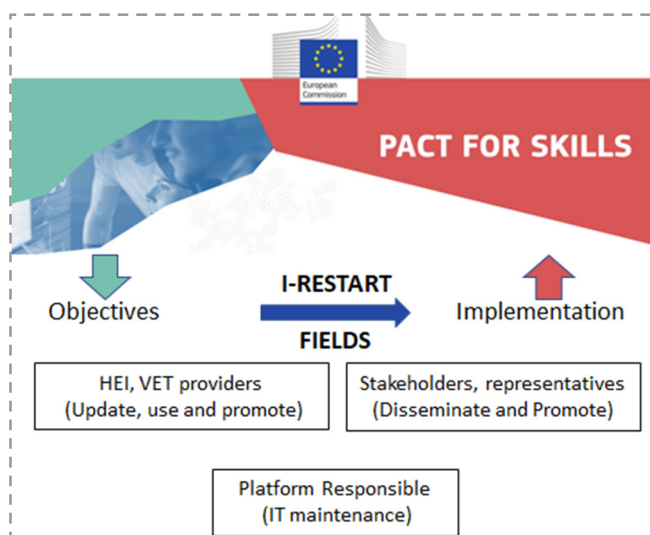 European
Commission
PACT FOR SKILLS
Objectives
I-RESTART
FIELDS
Implementation
HEI, VET providers
(Update, use and promote)
Stakeholders, representatives
(Disseminate and Promote)
Platform Responsible
(IT maintenance)